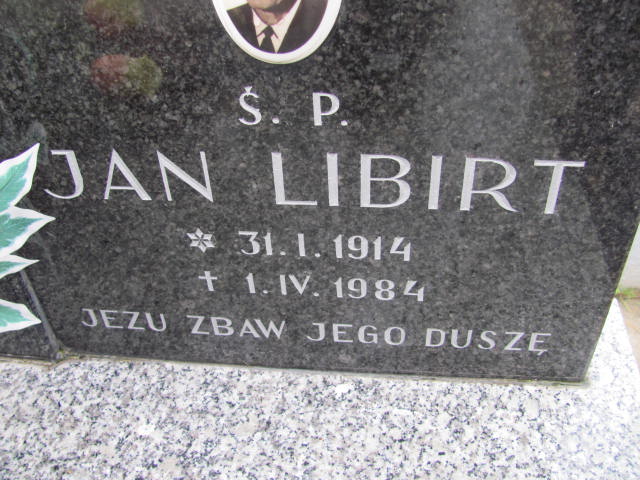 Ś. P.
JAN LIBIRT
* 31. I. 1914
† 1. IV. 1984
JEZU ZBAW JEGO DUSZĘ